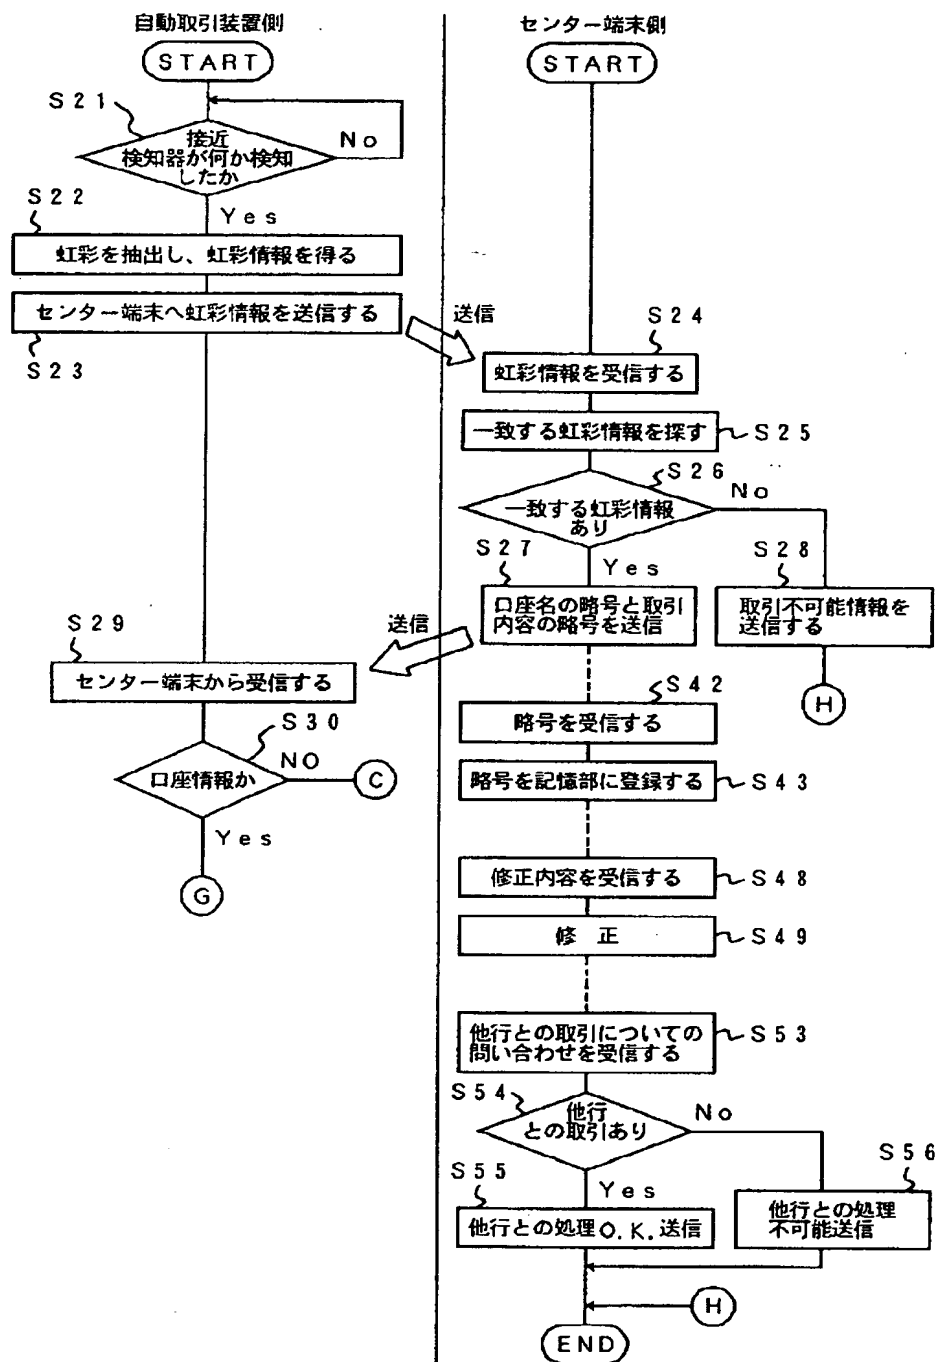 自動取引装置側
START
S21
接近
検知器が何か検知
したか
No
Yes
S22
虹彩を抽出し、虹彩情報を得る
センター端末へ虹彩情報を送信する
S23
送信
S29
センター端末から受信する
S30
口座情報か
NO
C
Yes
G
センター端末側
START
S24
虹彩情報を受信する
一致する虹彩情報を探す
S25
S26
一致する虹彩情報
あり
No
Yes
S27
口座名の略号と取引
内容の略号を送信
送信
S28
取引不可能情報を
送信する
H
S42
略号を受信する
略号を記憶部に登録する
S43
修正内容を受信する
S48
修 正
S49
他行との取引についての
問い合わせを受信する
S53
S54
他行
との取引あり
No
Yes
S55
他行との処理O.K.送信
S56
他行との処理
不可能送信
H
END